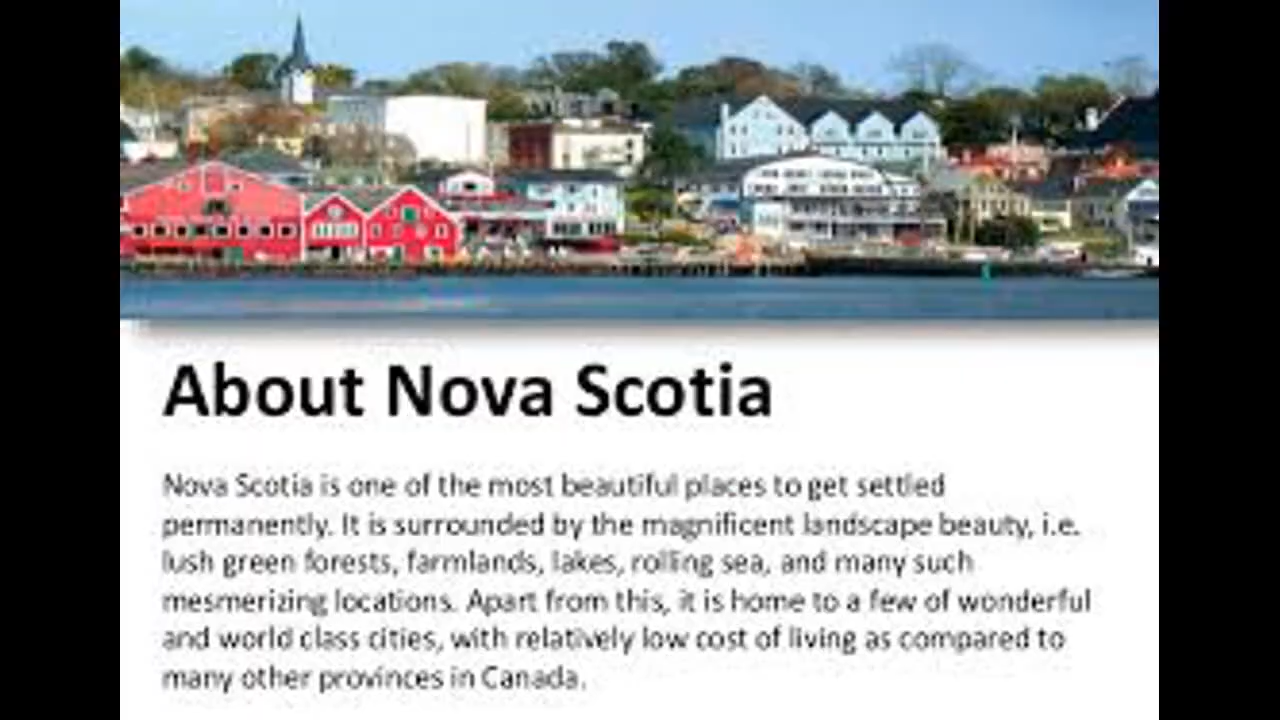 About Nova Scotia
Nova Scotia is one of the most beautiful places to get settled
permanently. It is surrounded by the magnificent landscape beauty, i.e.
lush green forests, farmlands, lakes, rolling sea, and many such
mesmerizing locations. Apart from this, it is home to a few of wonderful
and world class cities, with relatively low cost of living as compared to
many other provinces in Canada.